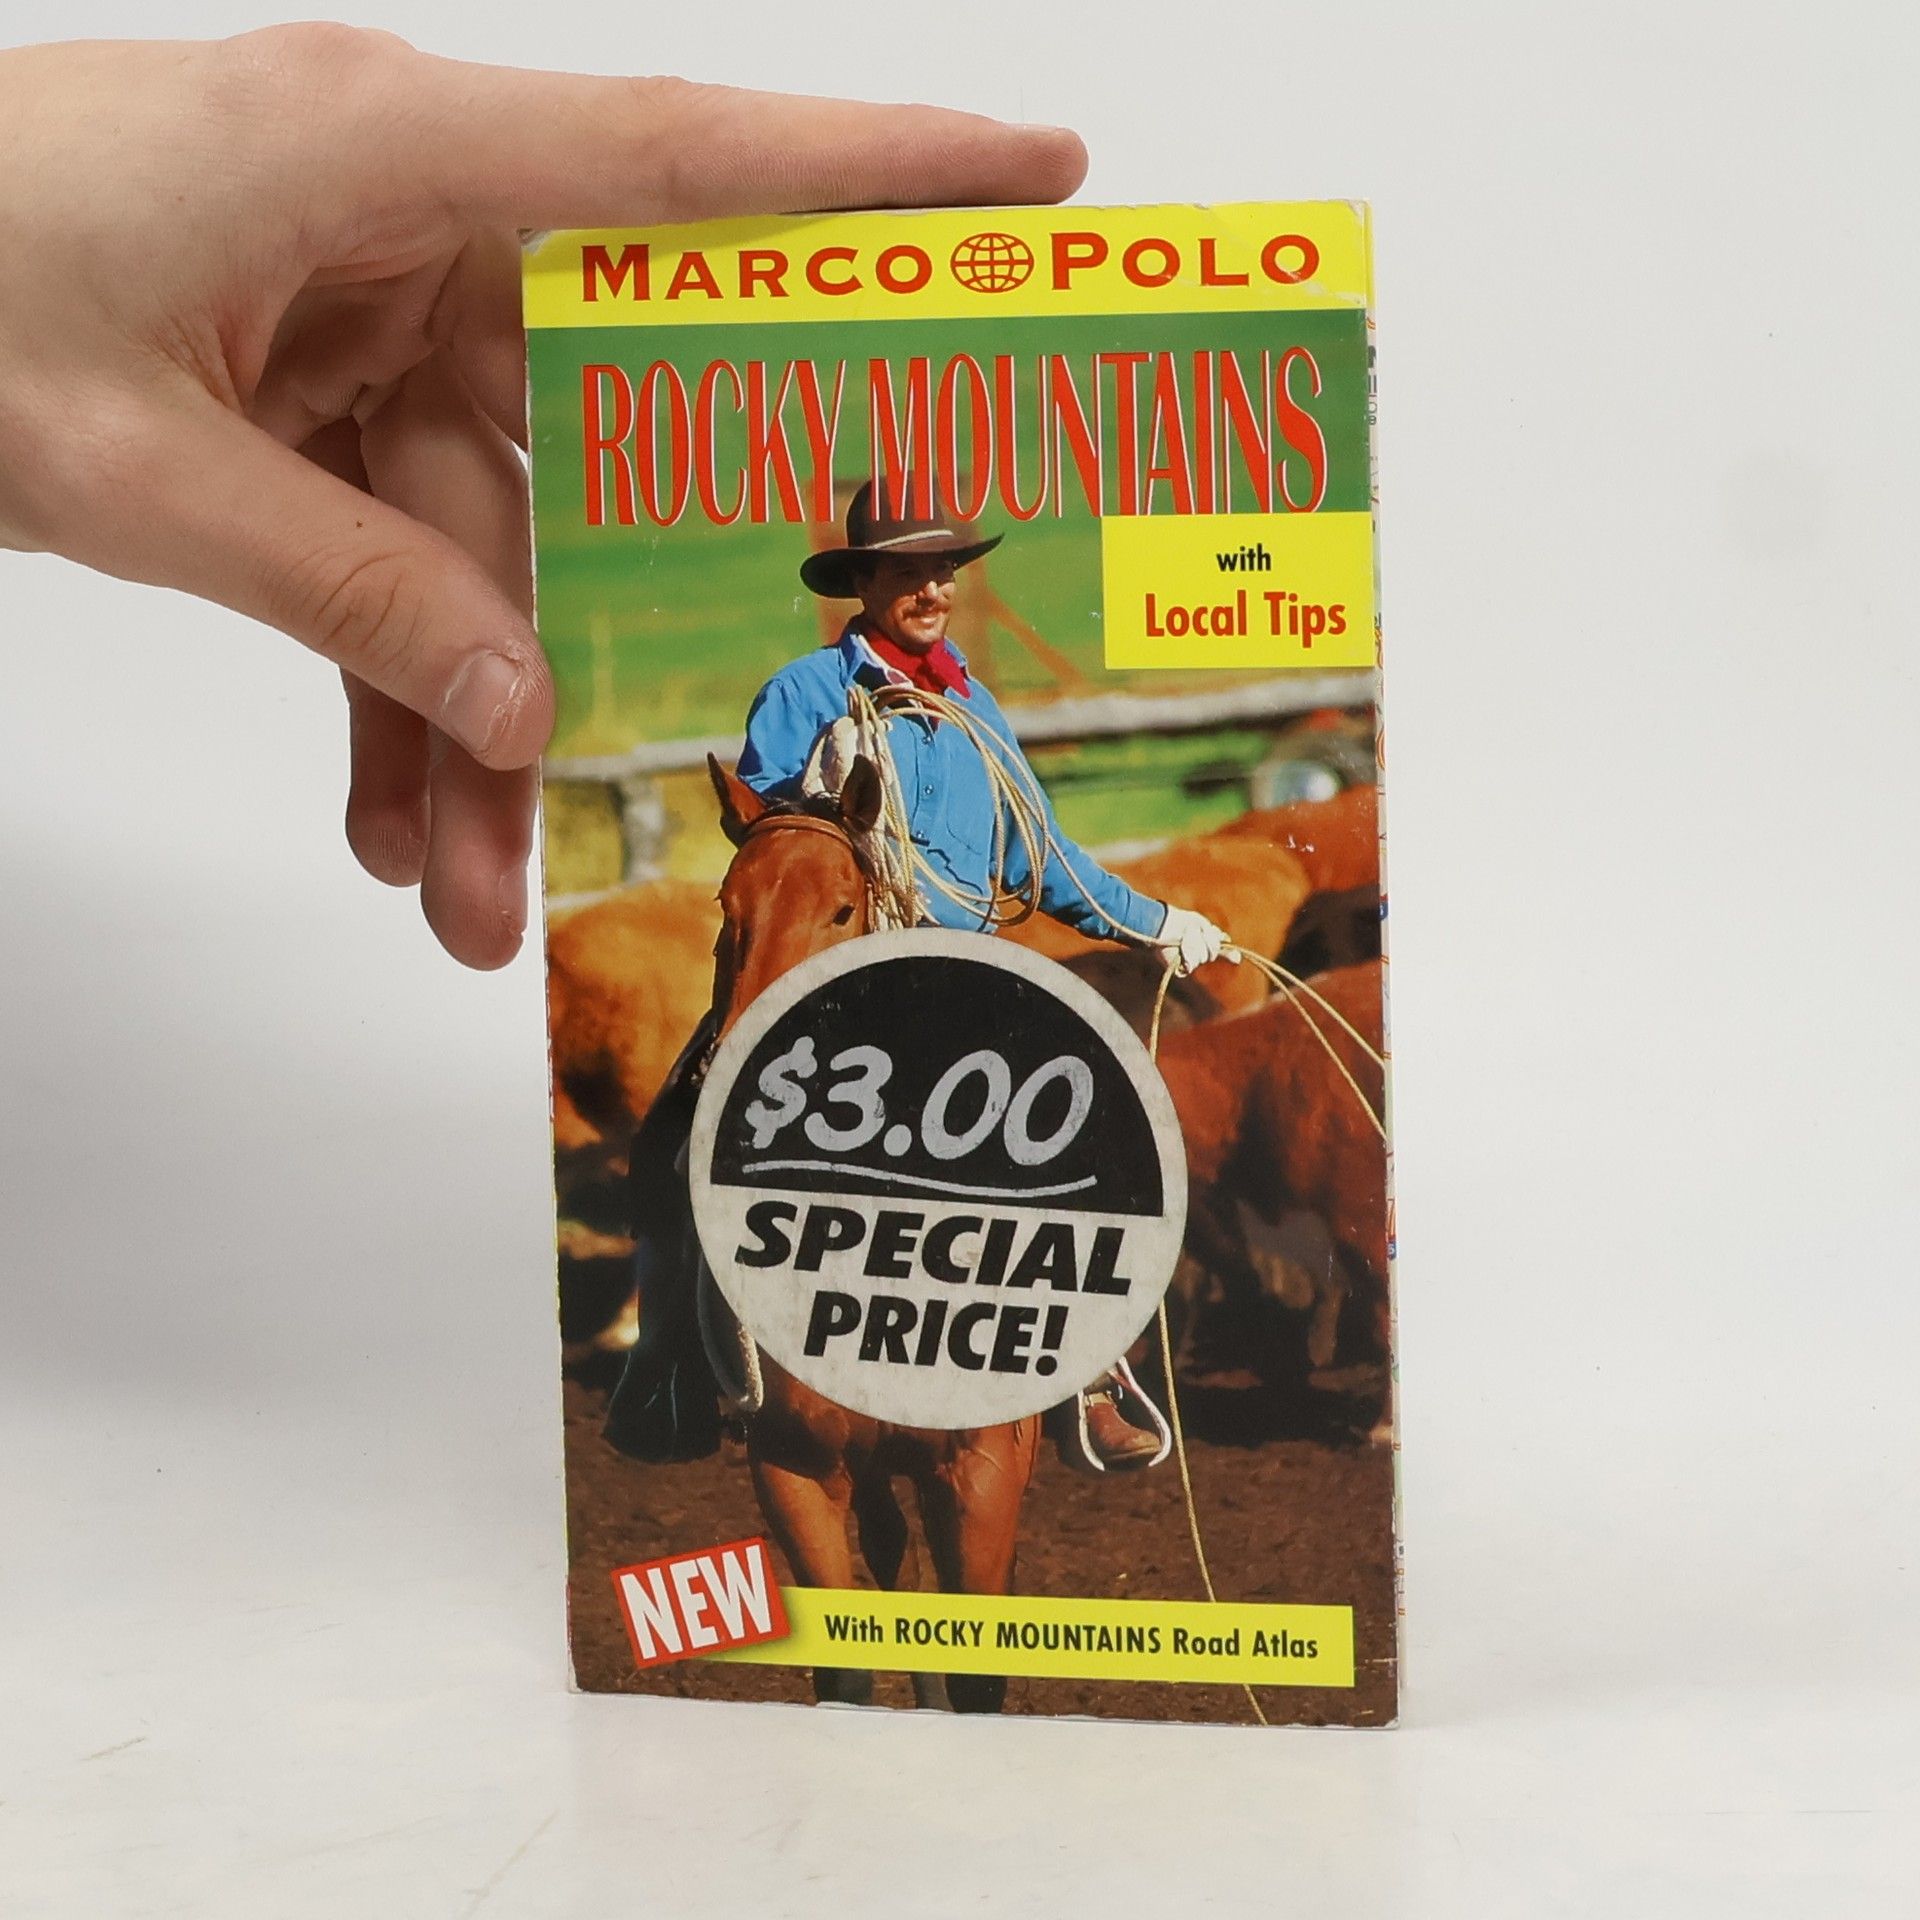 MARCO POLO
ROCKY MOUNTAINS
with
Local Tips
$3.00
SPECIAL
PRICE!
NEW
With ROCKY MOUNTAINS Road Atlas